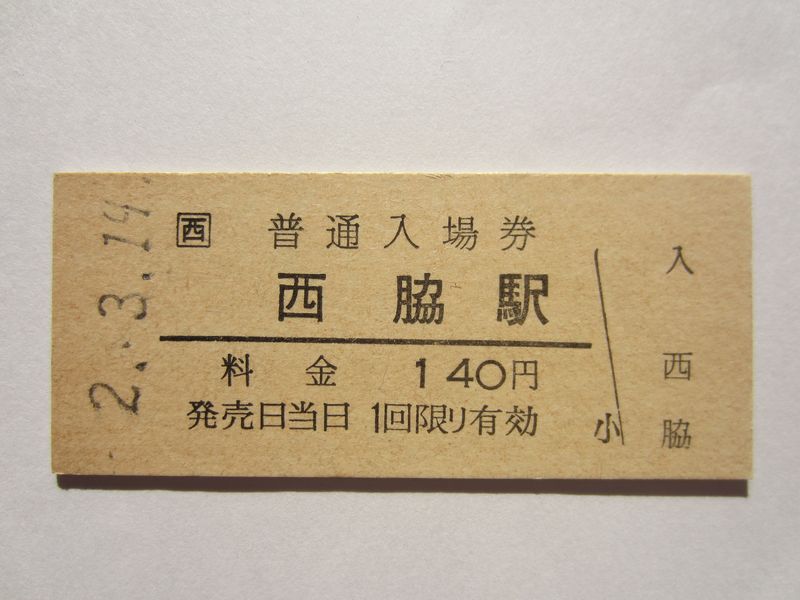 2.-3.19.
西 普通入場券
西脇駅
料金 140円
発売日当日1回限り有効
小
入
西
脇